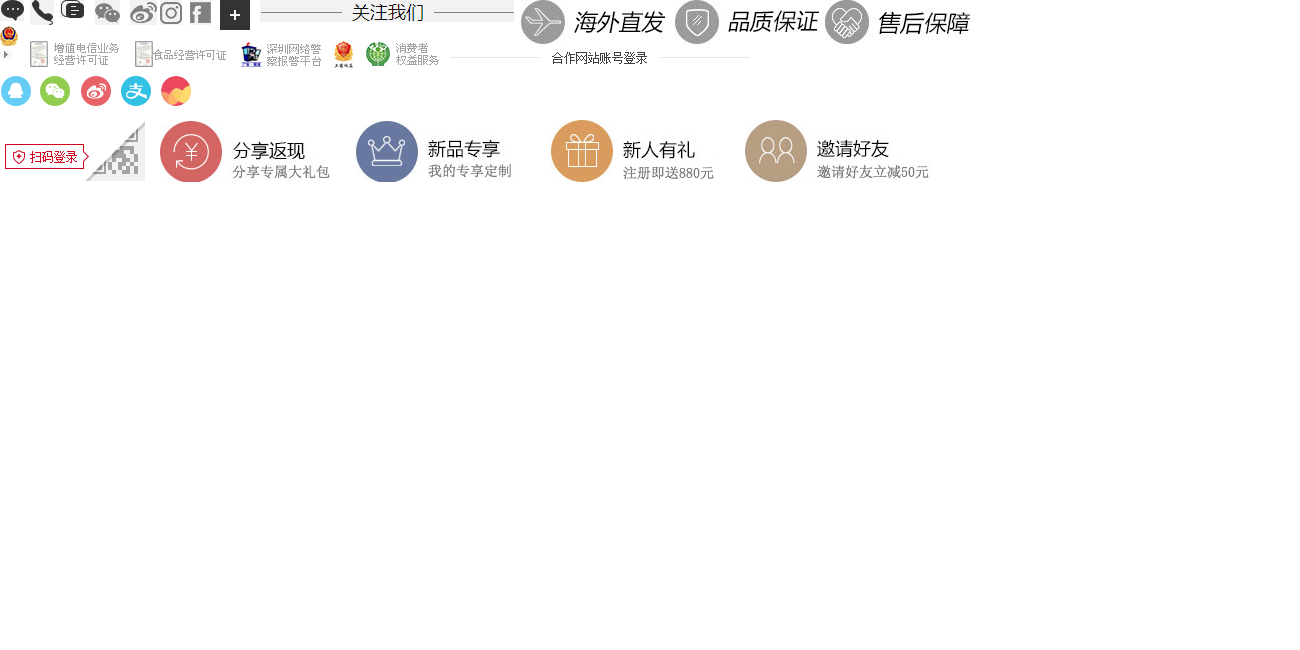 关注我们
海外直发
品质保证
售后保障
增值电信业务
经营许可证
食品经营许可证
深圳网络警
察报警平台
消费者
权益服务
合作网站账号登录
支
扫码登录
¥
分享返现
分享专属大礼包
新品专享
我的专享定制
新人有礼
注册即送880元
邀请好友
邀请好友立减50元